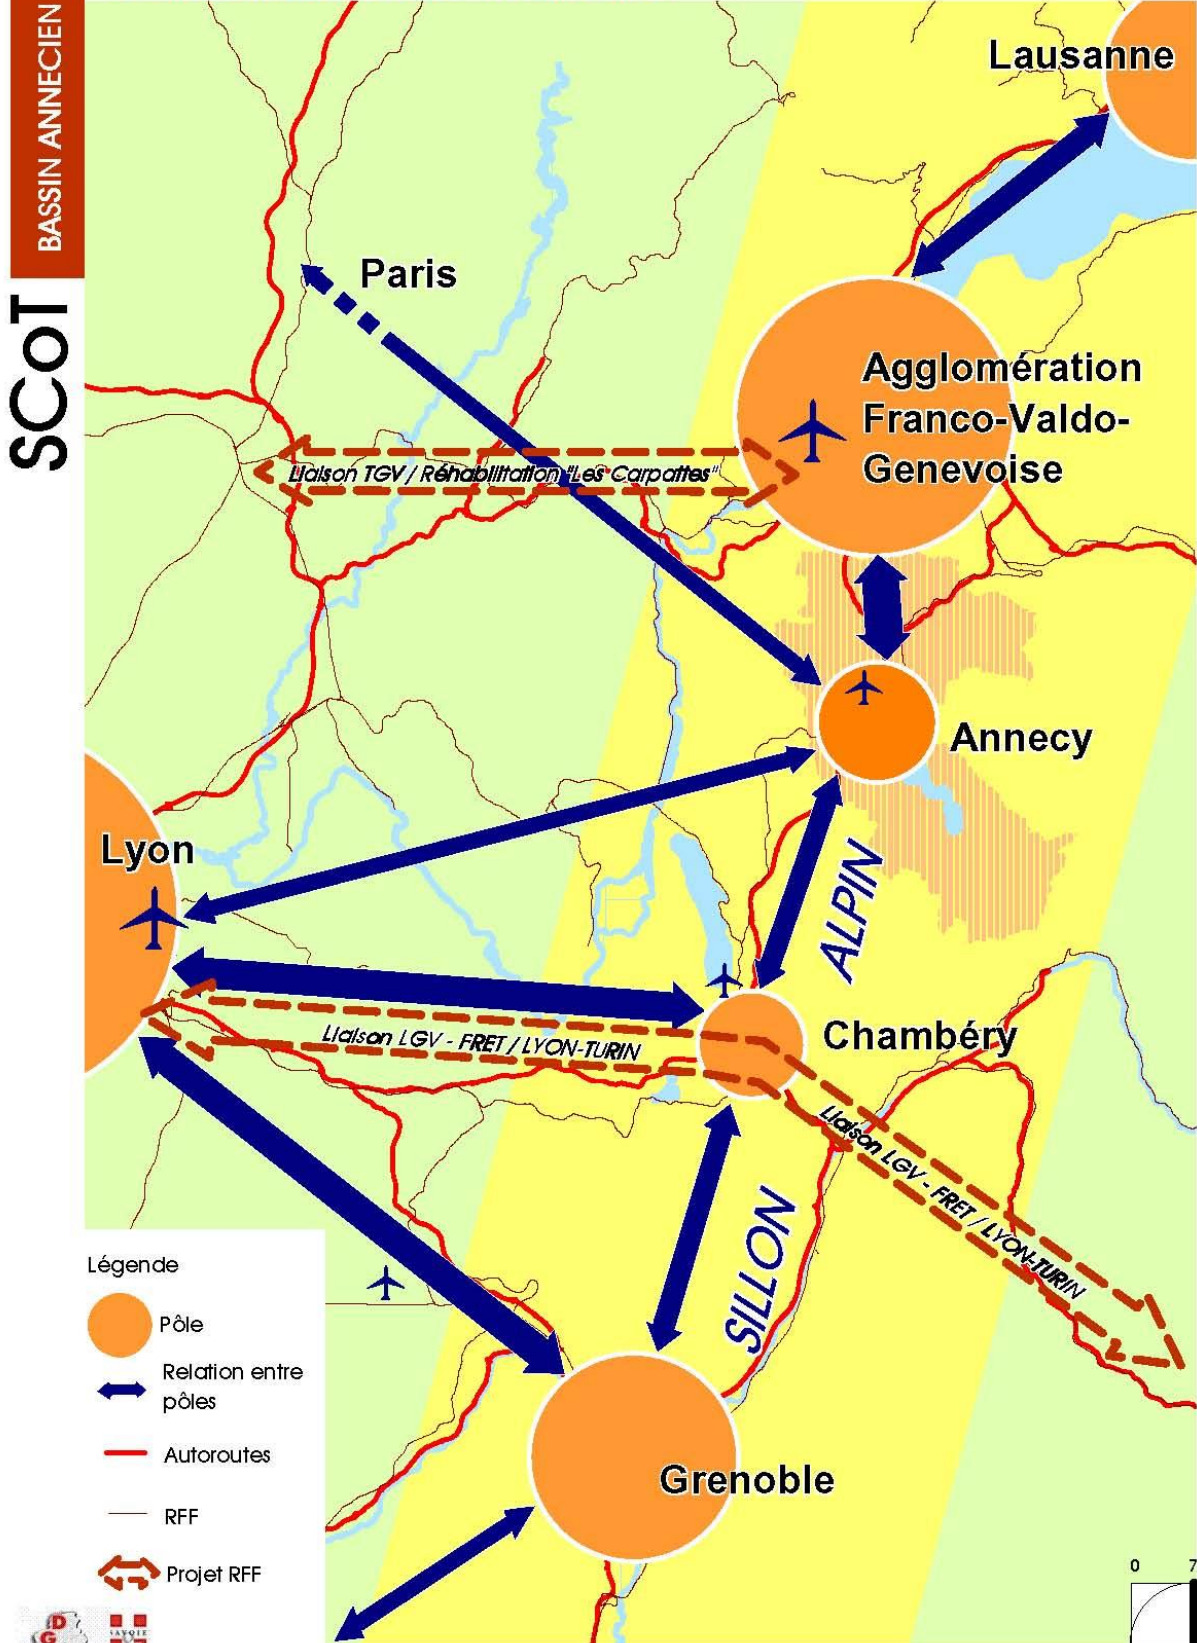 BASSIN ANNECIEN
SCOT
Lausanne
Paris
Agglomération
Franco-Valdo-
Genevoise
Liaison TGV / Réhabilitation "Les Carpattes"
Annecy
Lyon
ALPIN
Chambéry
Liaison LGV - FRET / LYON-TURIN
Liaison LGV - FRET / LYON-TURIN
SILLON
Grenoble
Légende
Pôle
Relation entre
pôles
Autoroutes
RFF
Projet RFF
0 7
D
G
SAVOIE